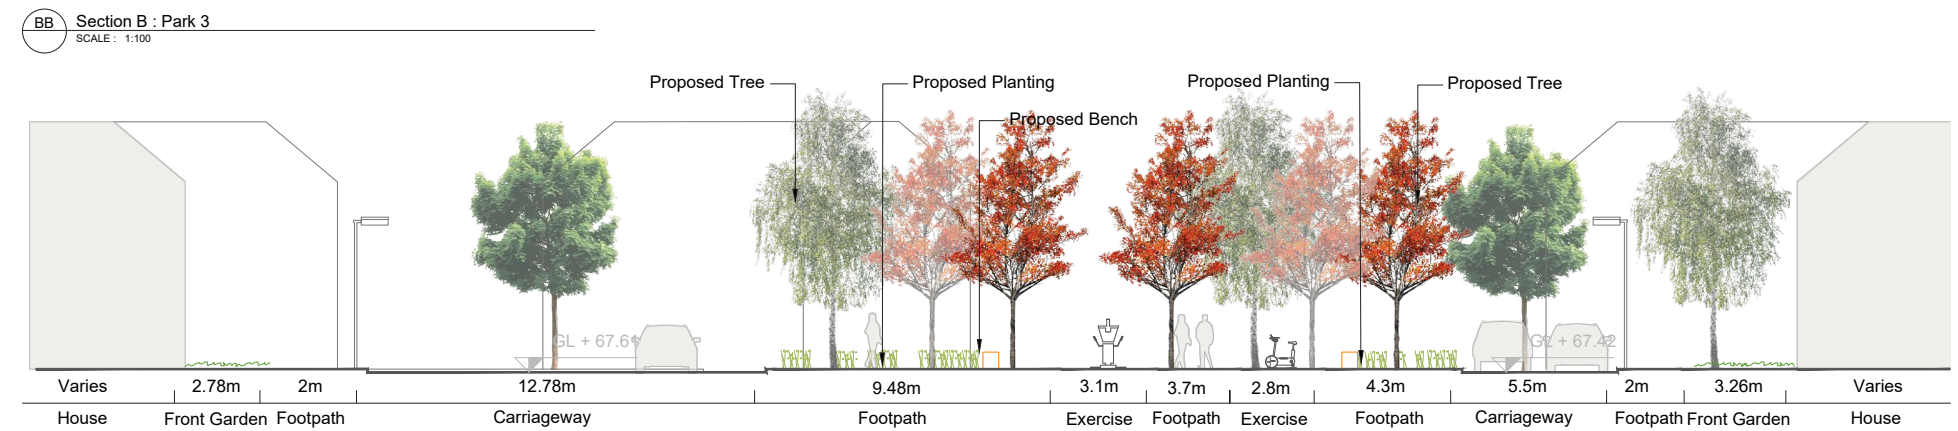 BB
Section B : Park 3
SCALE : 1:100
Proposed Tree
Proposed Planting
Proposed Bench
Proposed Planting
Proposed Tree
GL + 67.61
GL + 67.42
Varies 2.78m 2m 12.78m 9.48m 3.1m 3.7m 2.8m 4.3m 5.5m 2m 3.26m Varies
House Front Garden Footpath Carriageway Footpath Exercise Footpath Exercise Footpath Carriageway Footpath Front Garden House